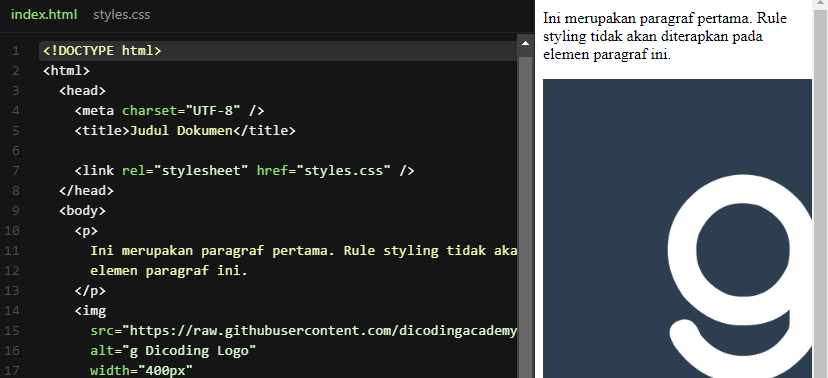 index.html styles.css
1 <!DOCTYPE html>
2 <html>
3 <head>
4 <meta charset="UTF-8" />
5 <title>Judul Dokumen</title>
6
7 <link rel="stylesheet" href="styles.css" />
8 </head>
9 <body>
10 <p>
11 Ini merupakan paragraf pertama. Rule styling tidak aka
12 elemen paragraf ini.
13 </p>
14 <img
15 src="https://raw.githubusercontent.com/dicodingacademy
16 alt="g Dicoding Logo"
17 width="400px"
Ini merupakan paragraf pertama. Rule
styling tidak akan diterapkan pada
elemen paragraf ini.
g